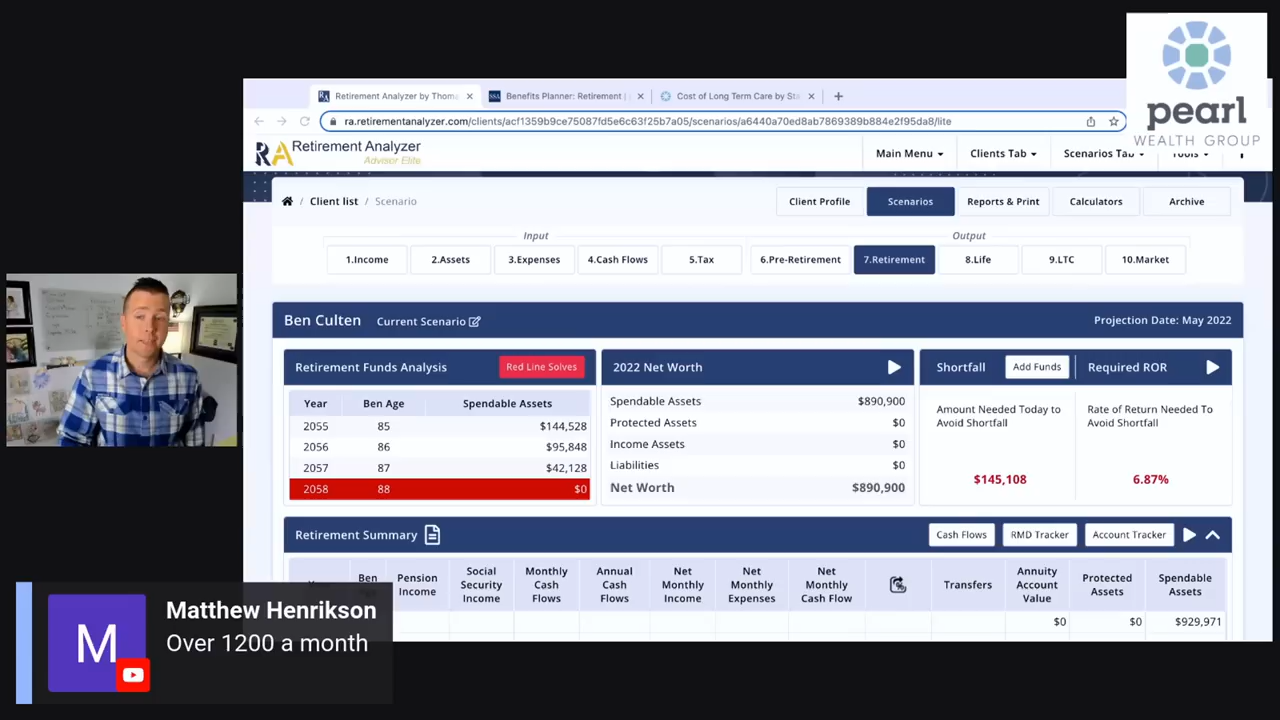 pearl
WEALTH GROUP
Retirement Analyzer by Thoma
Benefits Planner: Retirement |
Cost of Long Term Care by Sta
ra.retirementanalyzer.com/clients/acf1359b9ce75087fd5e6c63f25b7a05/scenarios/a6440a70ed8ab7869389b884e2f95da8/lite
RA Retirement Analyzer
Advisor Elite
Main Menu
Clients Tab
Scenarios Tab
Tools
/ Client list / Scenario
Client Profile
Scenarios
Reports & Print
Calculators
Archive
Input
Output
1.Income
2.Assets
3.Expenses
4.Cash Flows
5.Tax
6.Pre-Retirement
7.Retirement
8.Life
9.LTC
10.Market
Ben Culten Current Scenario
Projection Date: May 2022
Retirement Funds Analysis
Red Line Solves
Year Ben Age Spendable Assets
2055 85 $144,528
2056 86 $95,848
2057 87 $42,128
2058 88 $0
2022 Net Worth
Spendable Assets $890,900
Protected Assets $0
Income Assets $0
Liabilities $0
Net Worth $890,900
Shortfall
Add Funds
Required ROR
Amount Needed Today to
Avoid Shortfall
$145,108
Rate of Return Needed To
Avoid Shortfall
6.87%
Retirement Summary
Cash Flows
RMD Tracker
Account Tracker
Ben
Pension
Income
Social
Security
Income
Monthly
Cash
Flows
Annual
Cash
Flows
Net
Monthly
Income
Net
Monthly
Expenses
Net
Monthly
Cash Flow
Transfers
Annuity
Account
Value
Protected
Assets
Spendable
Assets
$0 $0 $929,971
M
Matthew Henrikson
Over 1200 a month